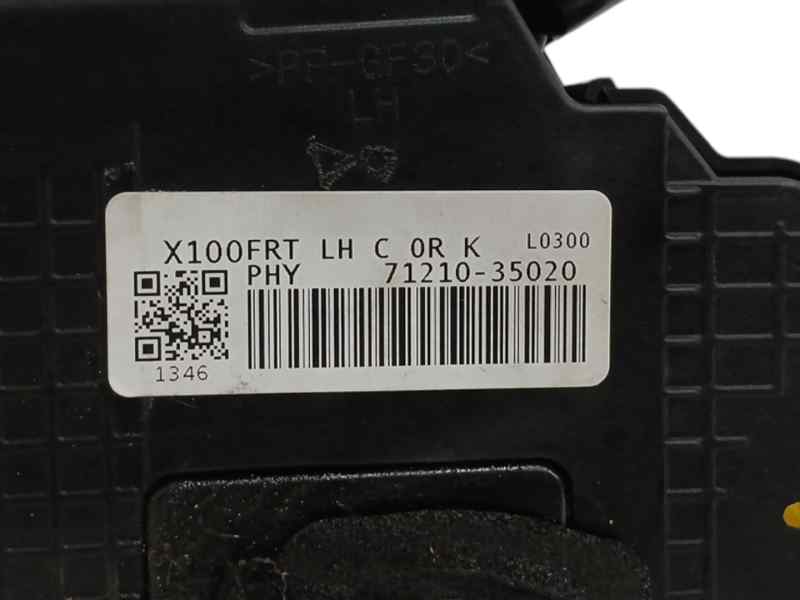 >PP-GF30<
LH
X100FRT LH C 0R K L0300
PHY 71210-35020
1346